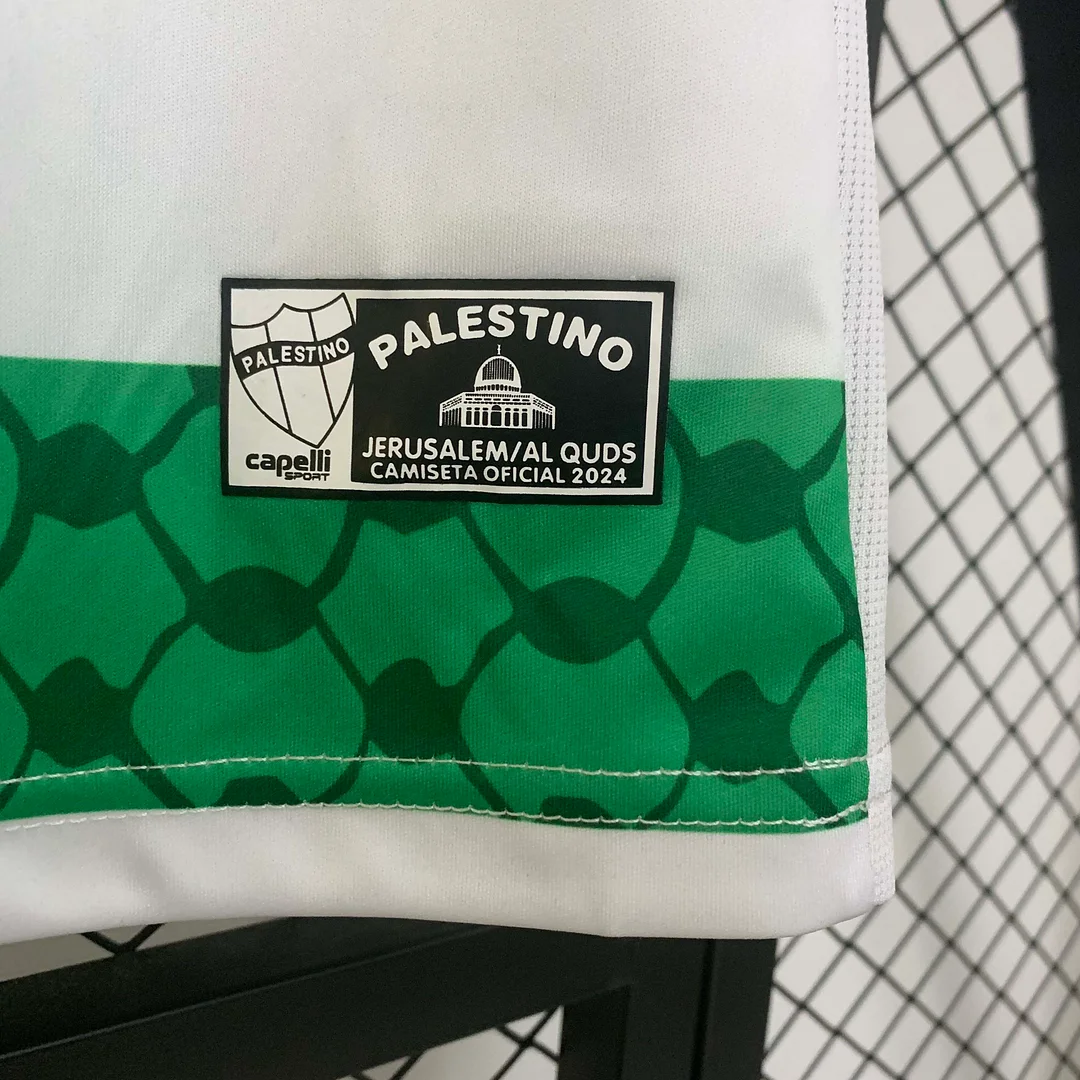 PALESTINO
capelli
SPORT
PALESTINO
JERUSALEM/AL QUDS
CAMISETA OFICIAL 2024